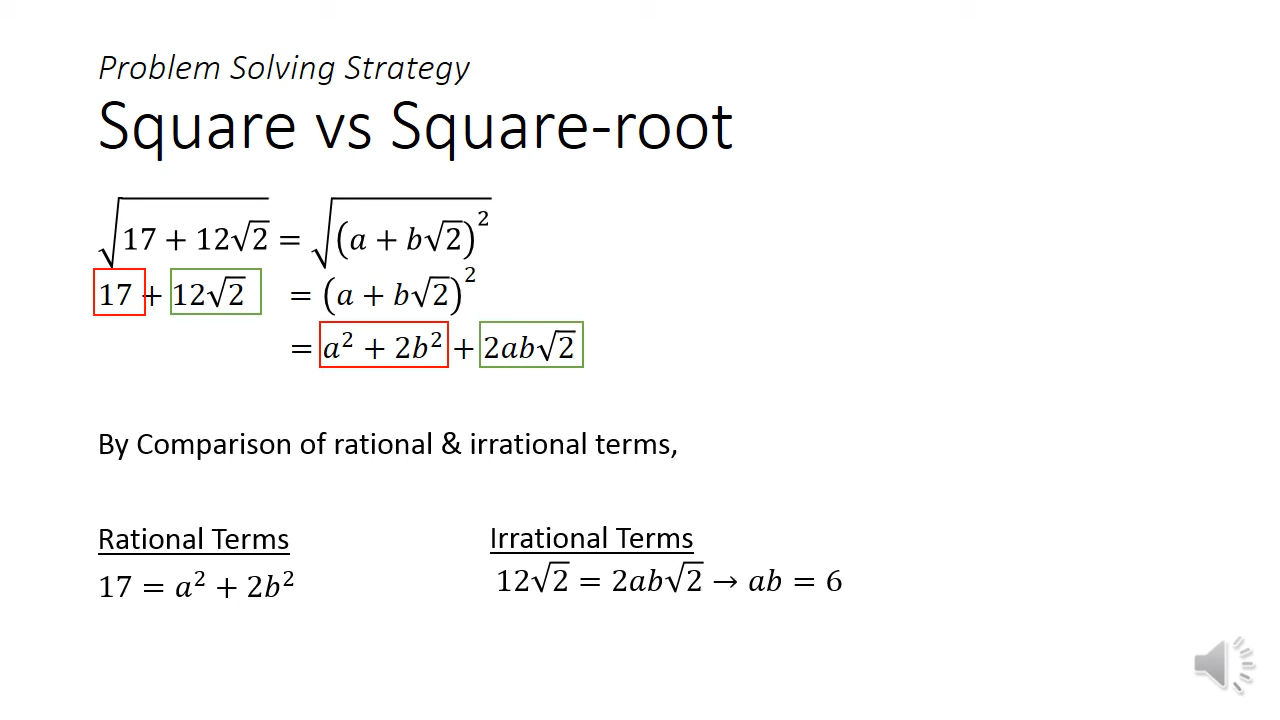 Problem Solving Strategy
Square vs Square-root
√(17 + 12√2) = √((a + b√2)²)
17 + 12√2 = (a + b√2)²
= a² + 2b² + 2ab√2
By Comparison of rational & irrational terms,
Rational Terms
17 = a² + 2b²
Irrational Terms
12√2 = 2ab√2 → ab = 6